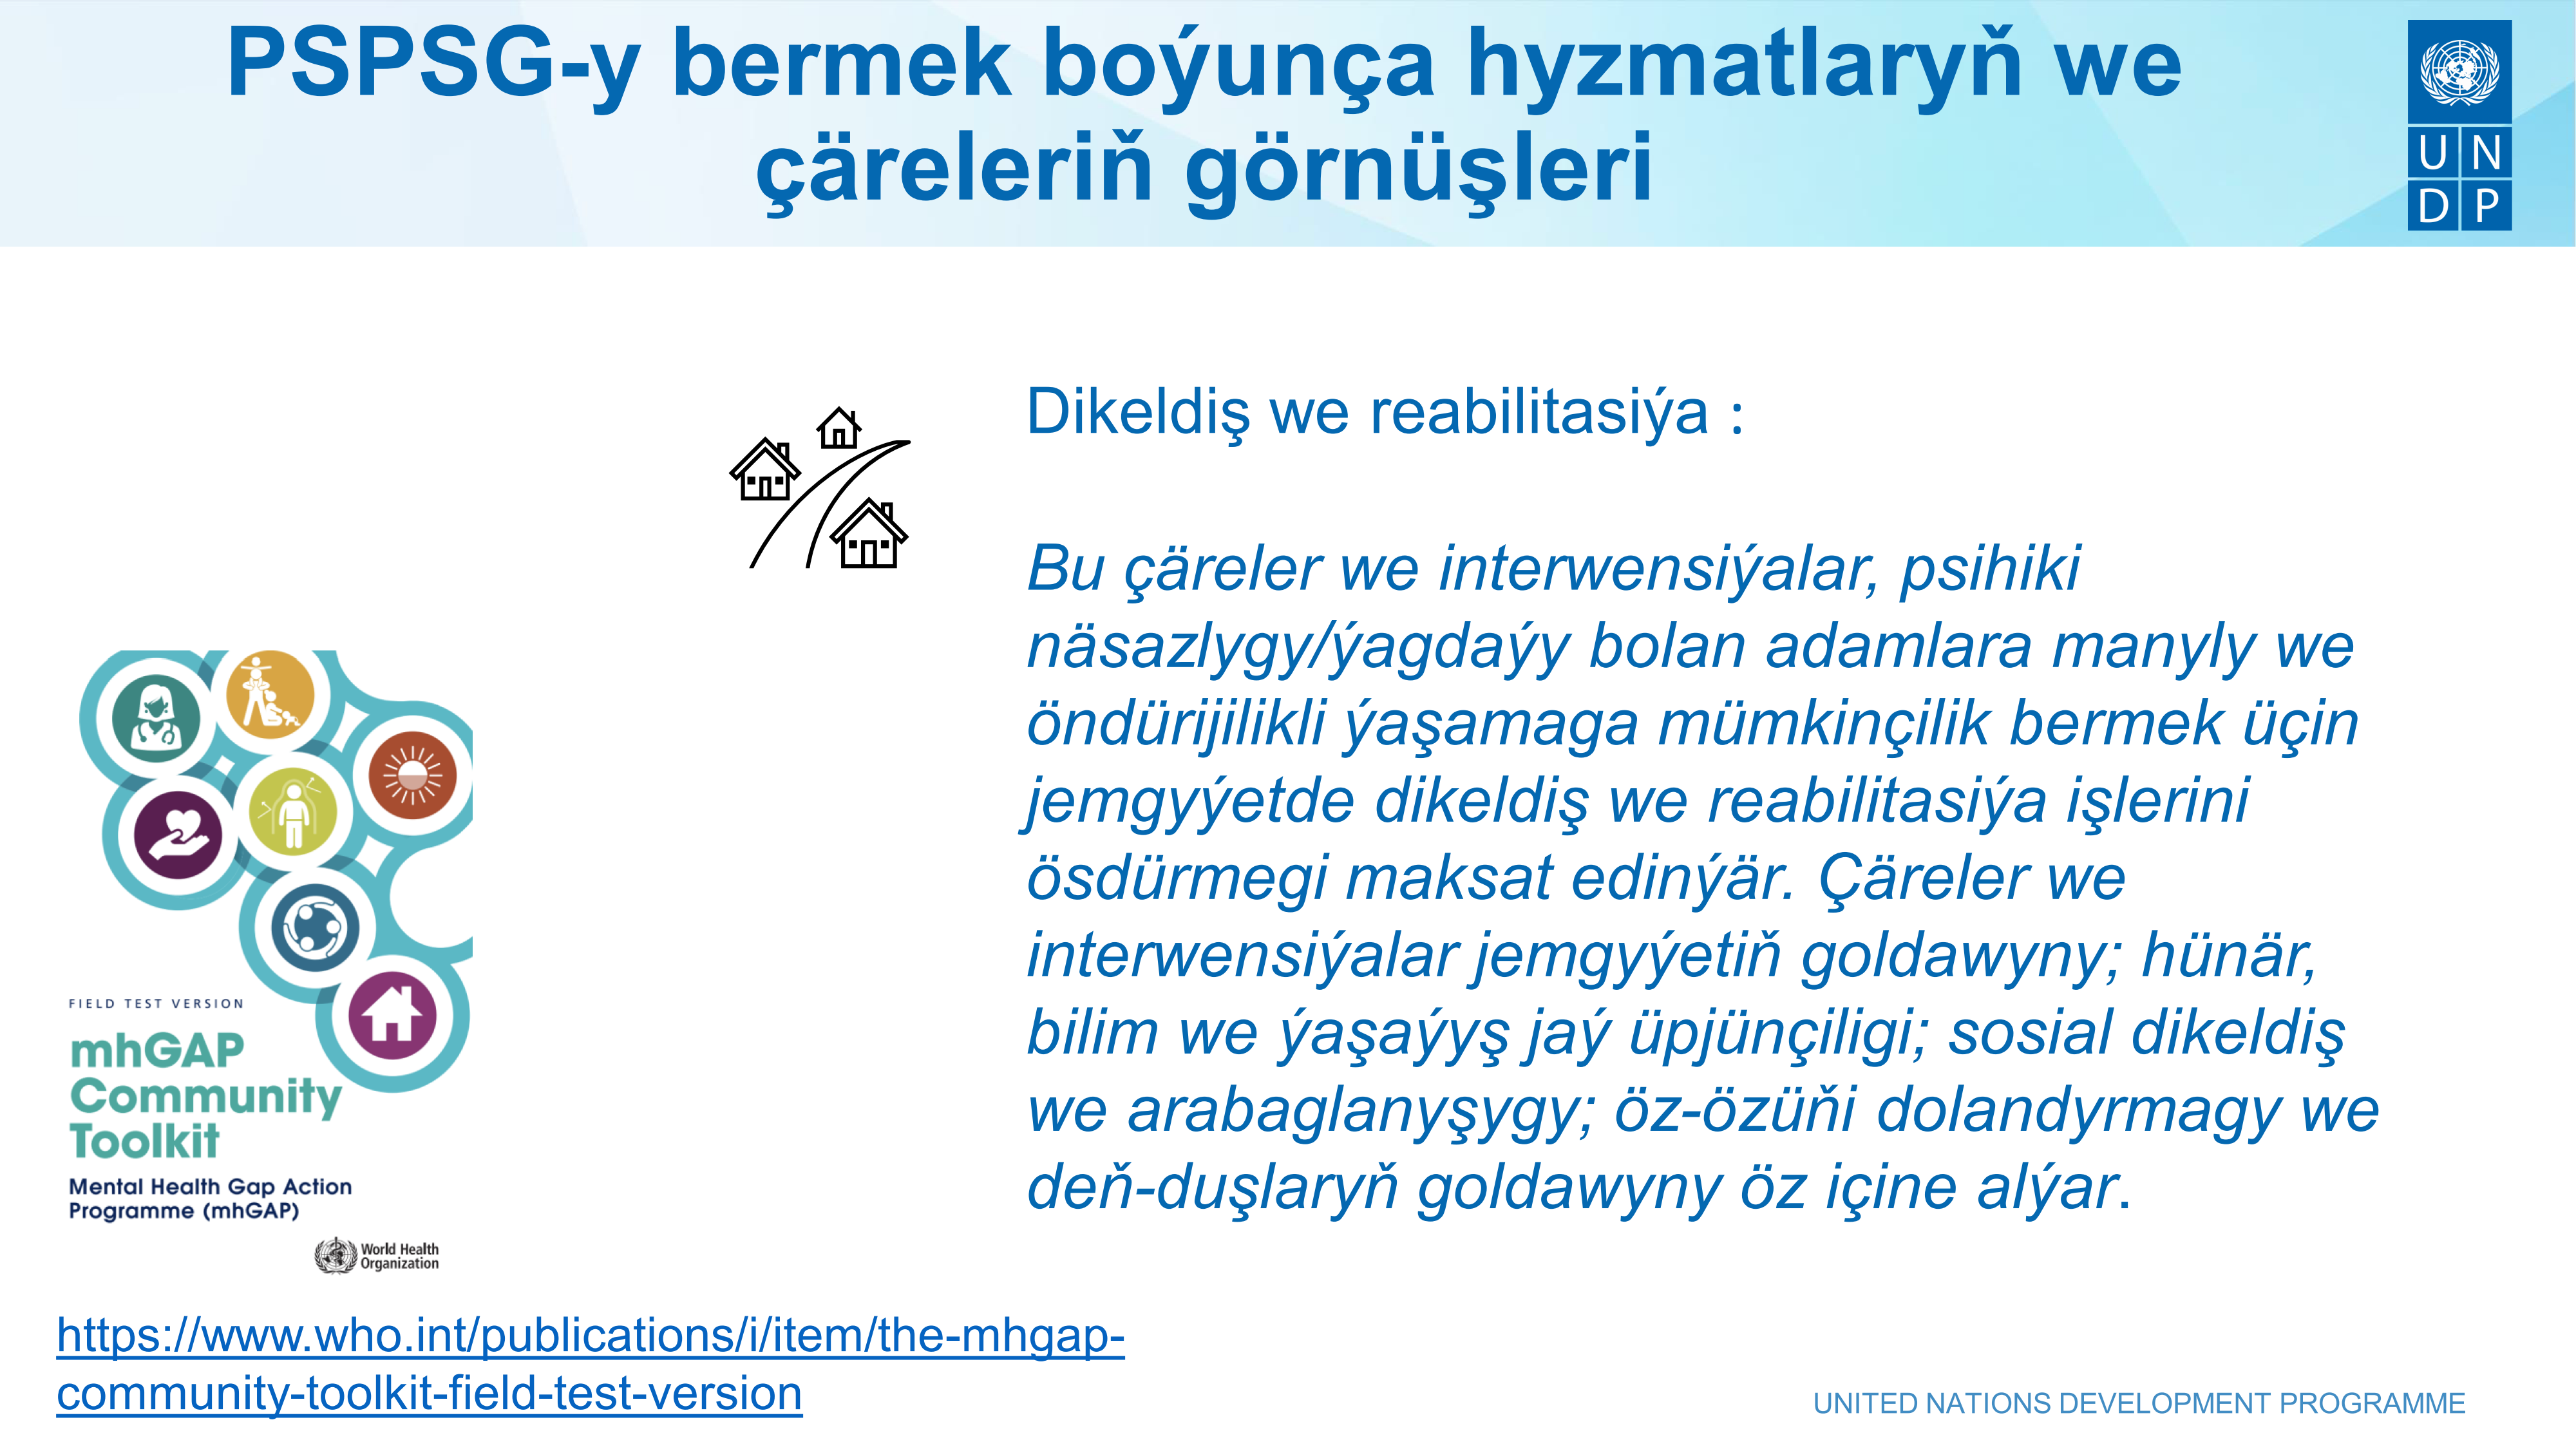 PSPSG-y bermek boýunça hyzmatlaryň we
çäreleriň görnüşleri
U N
D P
Dikeldiş we reabilitasiýa :
Bu çäreler we interwensiýalar, psihiki
näsazlygy/ýagdaýy bolan adamlara manyly we
öndürijilikli ýaşamaga mümkinçilik bermek üçin
jemgyýetde dikeldiş we reabilitasiýa işlerini
ösdürmegi maksat edinýär. Çäreler we
interwensiýalar jemgyýetiň goldawyny; hünär,
bilim we ýaşaýyş jaý üpjünçiligi; sosial dikeldiş
we arabaglanyşygy; öz-özüňi dolandyrmagy we
deň-duşlaryň goldawyny öz içine alýar.
FIELD TEST VERSION
mhGAP
Community
Toolkit
Mental Health Gap Action
Programme (mhGAP)
World Health
Organization
https://www.who.int/publications/i/item/the-mhgap-
community-toolkit-field-test-version
UNITED NATIONS DEVELOPMENT PROGRAMME